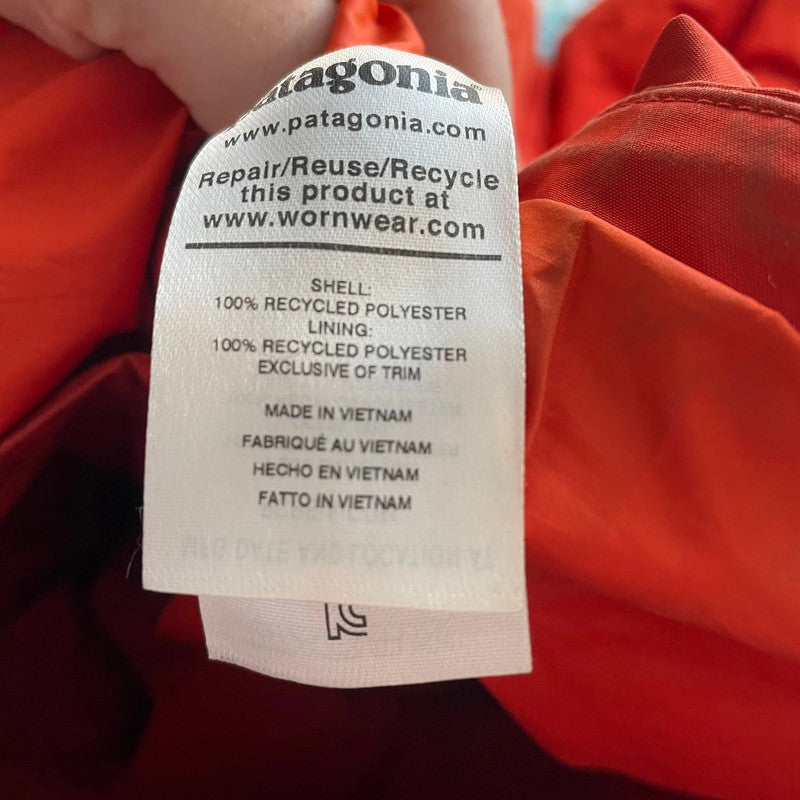 patagonia®
www.patagonia.com
Repair/Reuse/Recycle
this product at
www.wornwear.com
SHELL:
100% RECYCLED POLYESTER
LINING:
100% RECYCLED POLYESTER
EXCLUSIVE OF TRIM
MADE IN VIETNAM
FABRIQUÉ AU VIETNAM
HECHO EN VIETNAM
FATTO IN VIETNAM